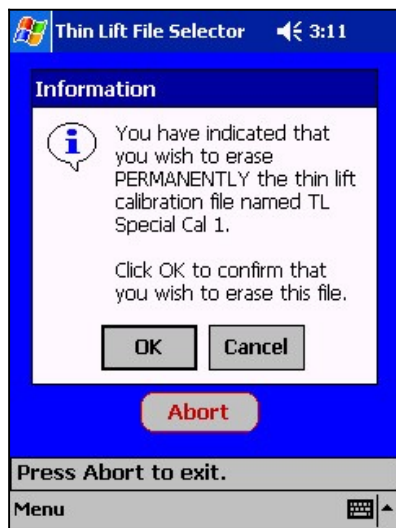 Thin Lift File Selector 3:11
Information
You have indicated that
you wish to erase
PERMANENTLY the thin lift
calibration file named TL
Special Cal 1.
Click OK to confirm that
you wish to erase this file.
OK Cancel
Abort
Press Abort to exit.
Menu